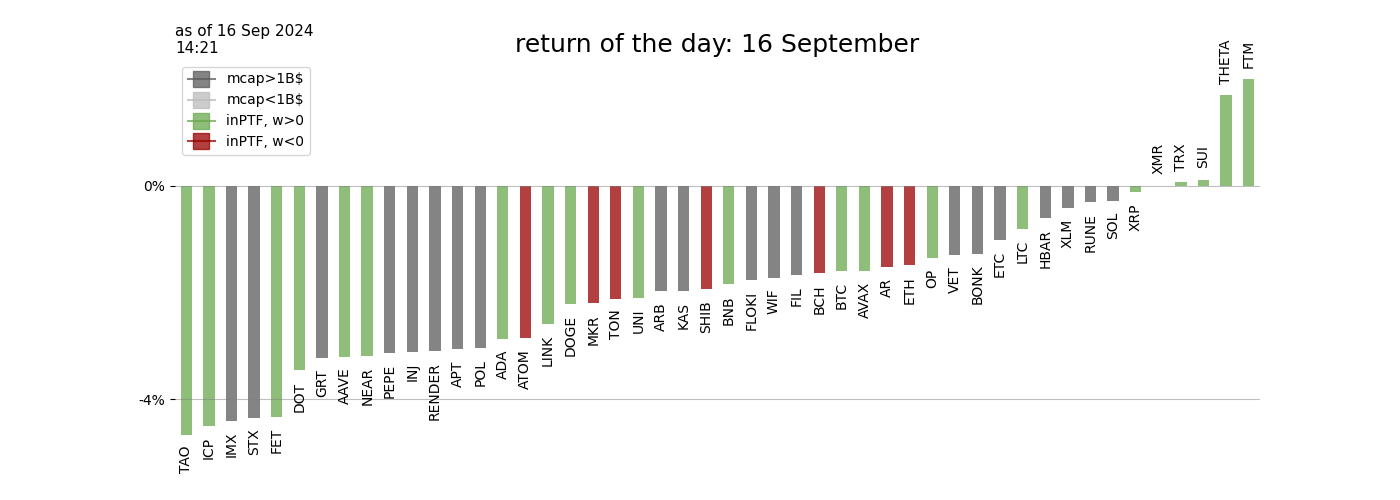 as of 16 Sep 2024
14:21
return of the day: 16 September
mcap>1B$
mcap<1B$
inPTF, w>0
inPTF, w<0
0%
-4%
TAO
ICP
IMX
STX
FET
DOT
GRT
AAVE
NEAR
PEPE
INJ
RENDER
APT
POL
ADA
ATOM
LINK
DOGE
MKR
TON
UNI
ARB
KAS
SHIB
BNB
FLOKI
WIF
FIL
BCH
BTC
AVAX
AR
ETH
OP
VET
BONK
ETC
LTC
HBAR
XLM
RUNE
SOL
XRP
XMR
TRX
SUI
THETA
FTM